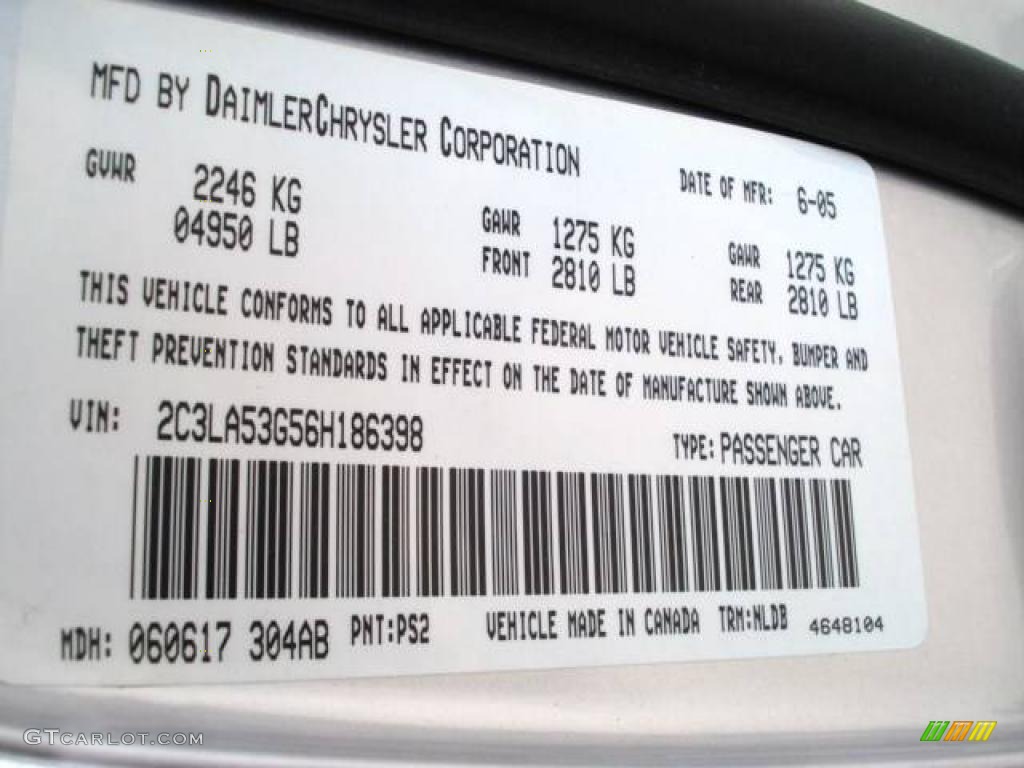 MFD BY DAIMLERCHRYSLER CORPORATION
DATE OF MFR: 6-05
GVWR 2246 KG
04950 LB
GAWR 1275 KG
FRONT 2810 LB
GAWR 1275 KG
REAR 2810 LB
THIS VEHICLE CONFORMS TO ALL APPLICABLE FEDERAL MOTOR VEHICLE SAFETY, BUMPER AND
THEFT PREVENTION STANDARDS IN EFFECT ON THE DATE OF MANUFACTURE SHOWN ABOVE.
VIN: 2C3LA53G56H186398
TYPE: PASSENGER CAR
MDH: 060617 304AB PNT:PS2 VEHICLE MADE IN CANADA TRM:NLDB 4648104
GTCARLOT.COM